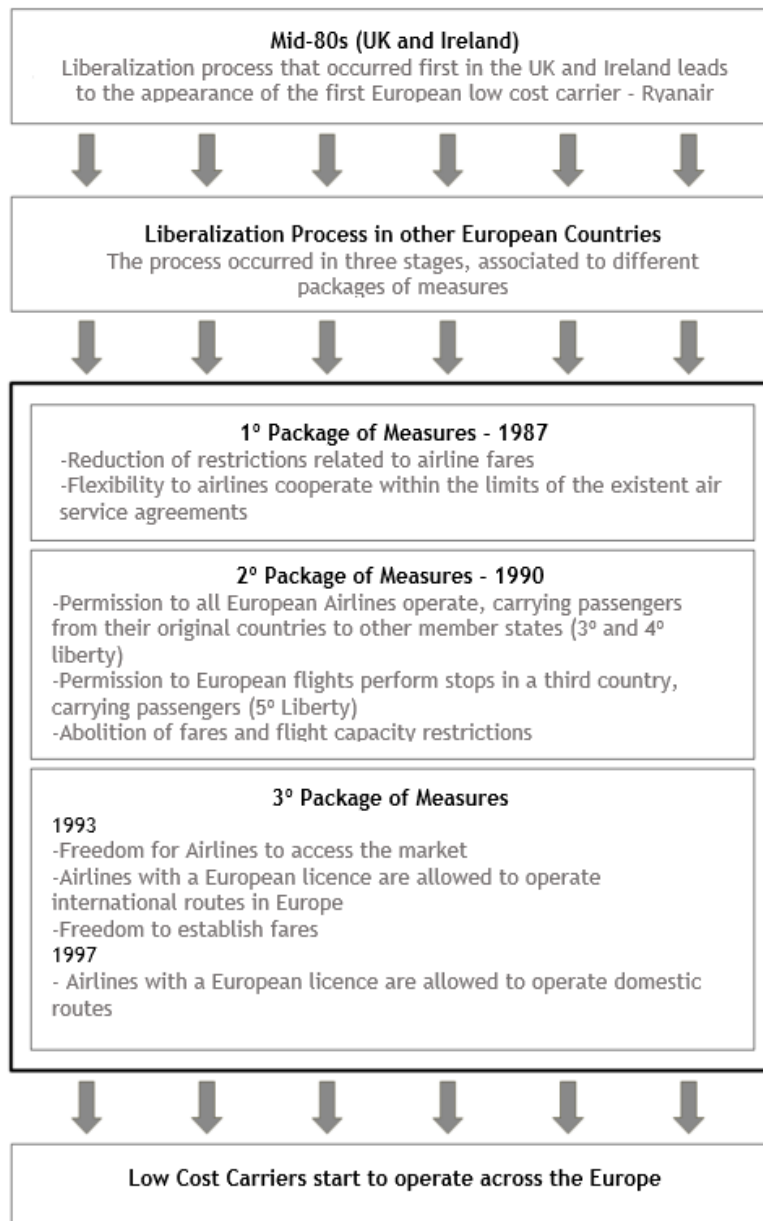 Mid-80s (UK and Ireland)
Liberalization process that occurred first in the UK and Ireland leads
to the appearance of the first European low cost carrier - Ryanair
Liberalization Process in other European Countries
The process occurred in three stages, associated to different
packages of measures
1º Package of Measures - 1987
-Reduction of restrictions related to airline fares
-Flexibility to airlines cooperate within the limits of the existent air
service agreements
2º Package of Measures - 1990
-Permission to all European Airlines operate, carrying passengers
from their original countries to other member states (3º and 4º
liberty)
-Permission to European flights perform stops in a third country,
carrying passengers (5º Liberty)
-Abolition of fares and flight capacity restrictions
3º Package of Measures
1993
-Freedom for Airlines to access the market
-Airlines with a European licence are allowed to operate
international routes in Europe
-Freedom to establish fares
1997
- Airlines with a European licence are allowed to operate domestic
routes
Low Cost Carriers start to operate across the Europe